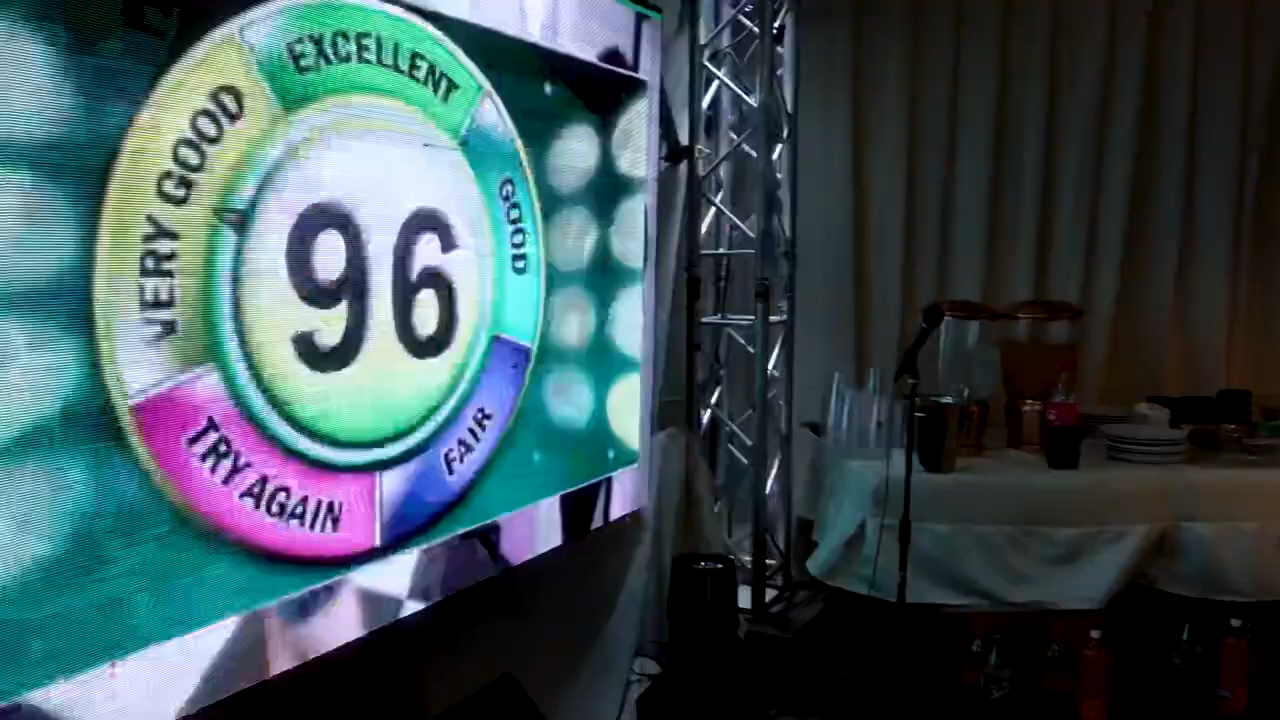 EXCELLENT
VERY GOOD
GOOD
96
TRY AGAIN
FAIR